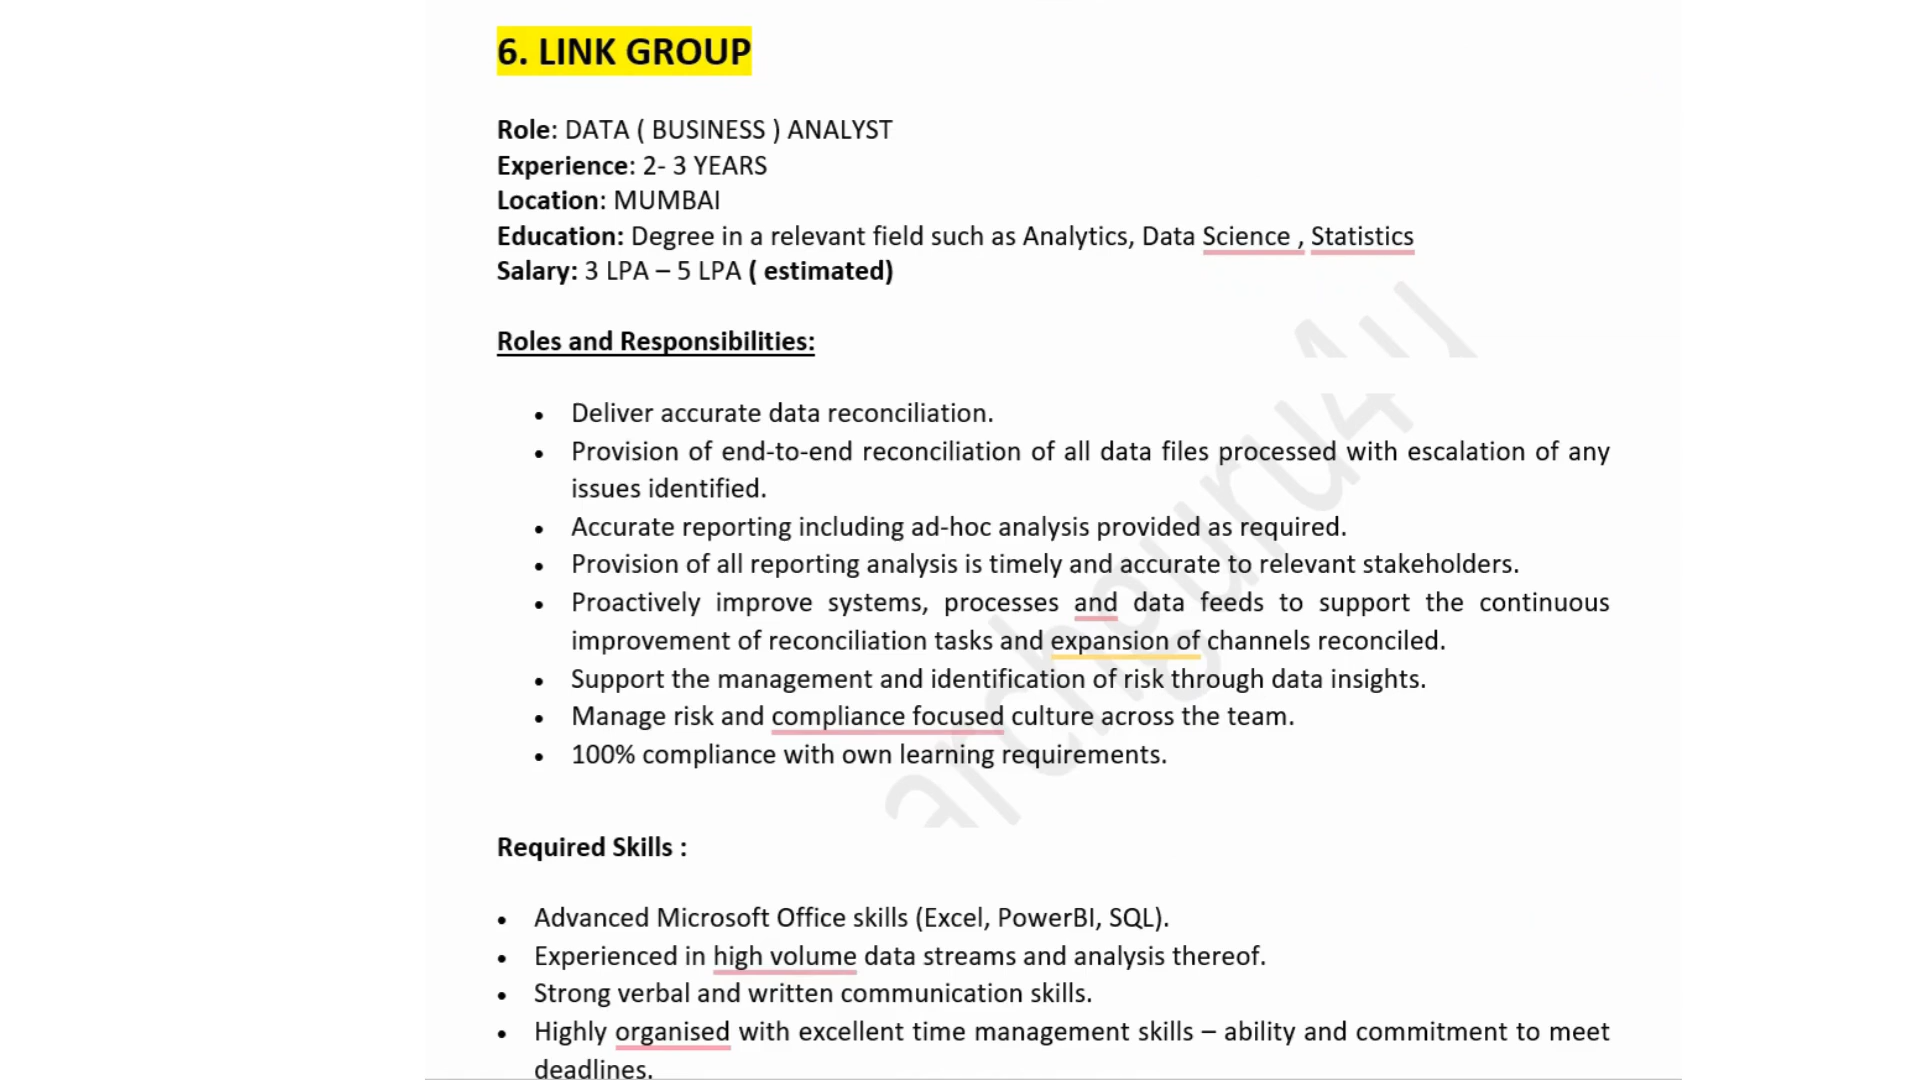 6. LINK GROUP
Role: DATA ( BUSINESS ) ANALYST
Experience: 2- 3 YEARS
Location: MUMBAI
Education: Degree in a relevant field such as Analytics, Data Science , Statistics
Salary: 3 LPA – 5 LPA ( estimated)
Roles and Responsibilities:
• Deliver accurate data reconciliation.
• Provision of end-to-end reconciliation of all data files processed with escalation of any
issues identified.
• Accurate reporting including ad-hoc analysis provided as required.
• Provision of all reporting analysis is timely and accurate to relevant stakeholders.
• Proactively improve systems, processes and data feeds to support the continuous
improvement of reconciliation tasks and expansion of channels reconciled.
• Support the management and identification of risk through data insights.
• Manage risk and compliance focused culture across the team.
• 100% compliance with own learning requirements.
Required Skills :
• Advanced Microsoft Office skills (Excel, PowerBI, SQL).
• Experienced in high volume data streams and analysis thereof.
• Strong verbal and written communication skills.
• Highly organised with excellent time management skills – ability and commitment to meet
deadlines.